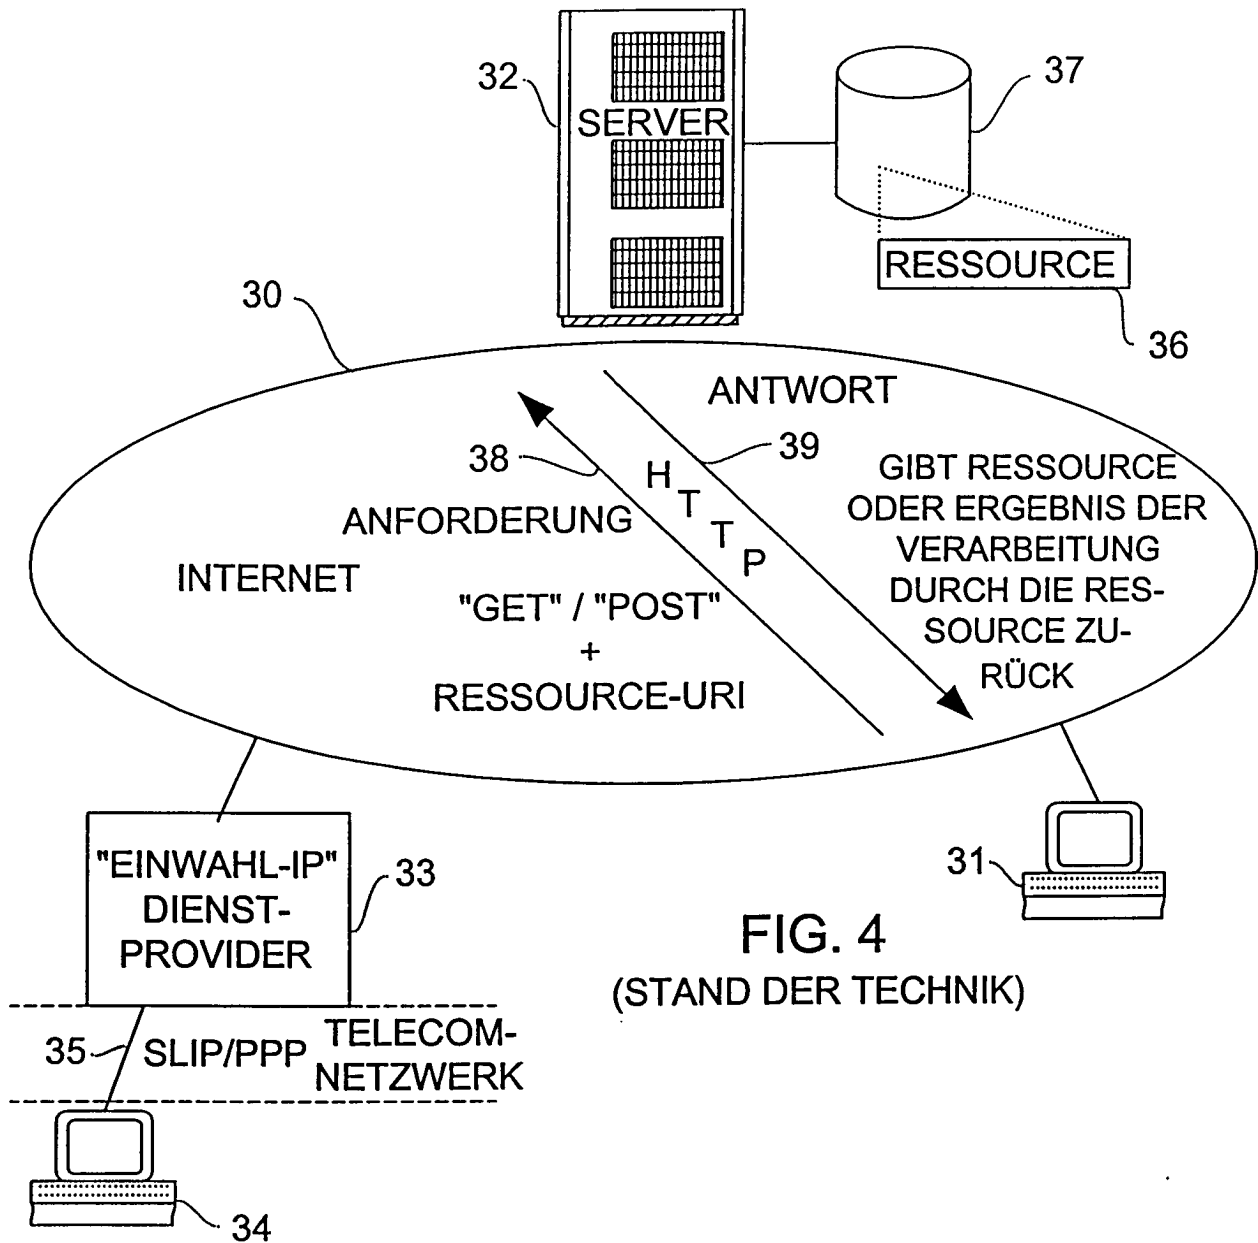 32
SERVER
37
RESSOURCE
36
30
ANTWORT
38
39
HTTP
ANFORDERUNG
INTERNET
"GET" / "POST"
+
RESSOURCE-URI
GIBT RESSOURCE
ODER ERGEBNIS DER
VERARBEITUNG
DURCH DIE RES-
SOURCE ZU-
RÜCK
"EINWAHL-IP"
DIENST-
PROVIDER
33
31
FIG. 4
(STAND DER TECHNIK)
35
SLIP/PPP
TELECOM-
NETZWERK
34